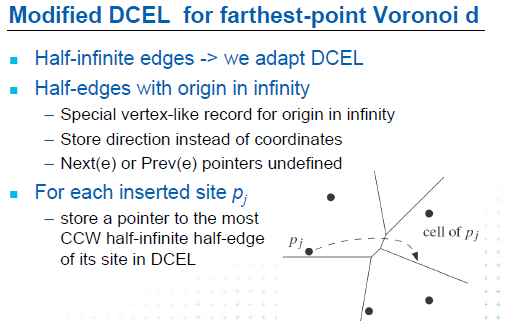 Modified DCEL for farthest-point Voronoi d
Half-infinite edges -> we adapt DCEL
Half-edges with origin in infinity
– Special vertex-like record for origin in infinity
– Store direction instead of coordinates
– Next(e) or Prev(e) pointers undefined
For each inserted site pj
– store a pointer to the most
CCW half-infinite half-edge
of its site in DCEL
pj
cell of pj